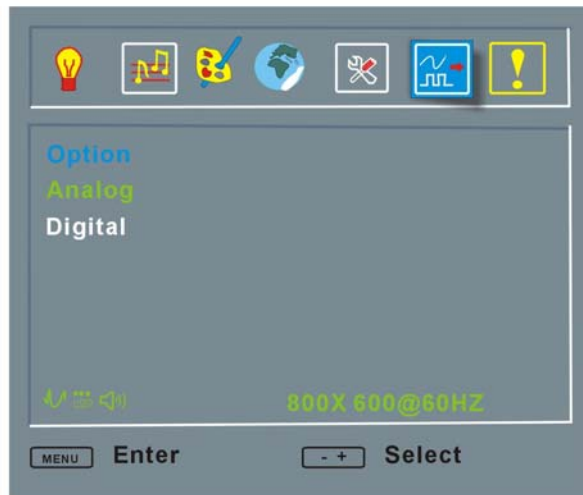 Option
Analog
Digital
800X 600@60HZ
MENU Enter - + Select